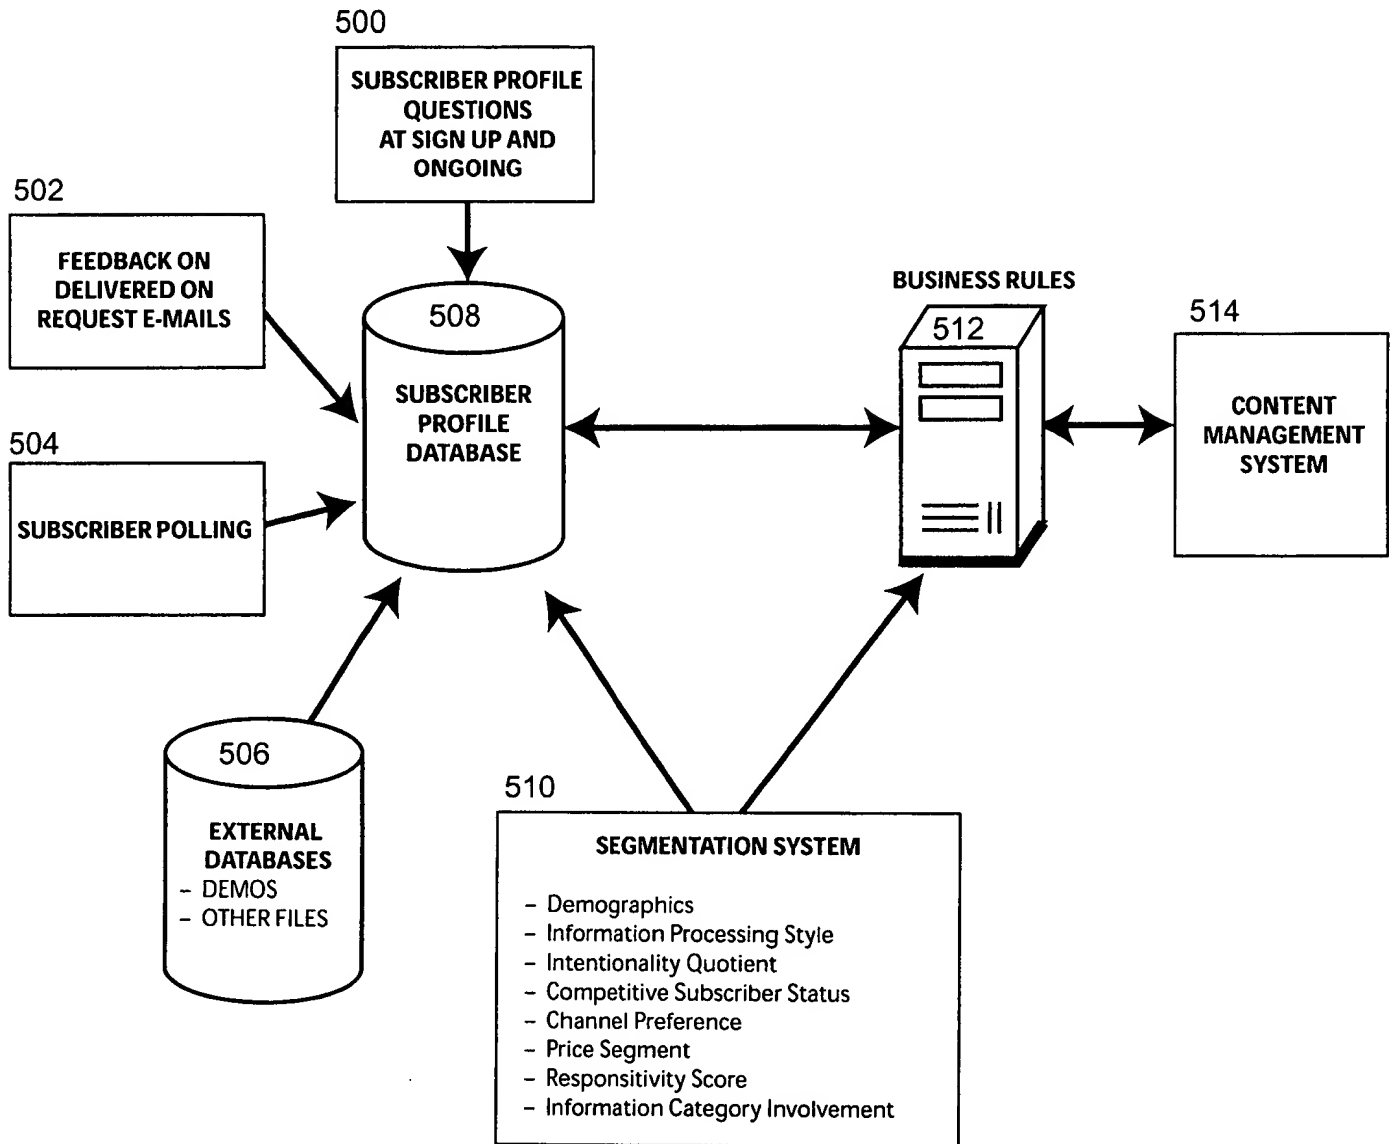 500
SUBSCRIBER PROFILE
QUESTIONS
AT SIGN UP AND
ONGOING
502
FEEDBACK ON
DELIVERED ON
REQUEST E-MAILS
504
SUBSCRIBER POLLING
508
SUBSCRIBER
PROFILE
DATABASE
BUSINESS RULES
512
514
CONTENT
MANAGEMENT
SYSTEM
506
EXTERNAL
DATABASES
– DEMOS
– OTHER FILES
510
SEGMENTATION SYSTEM
– Demographics
– Information Processing Style
– Intentionality Quotient
– Competitive Subscriber Status
– Channel Preference
– Price Segment
– Responsitivity Score
– Information Category Involvement